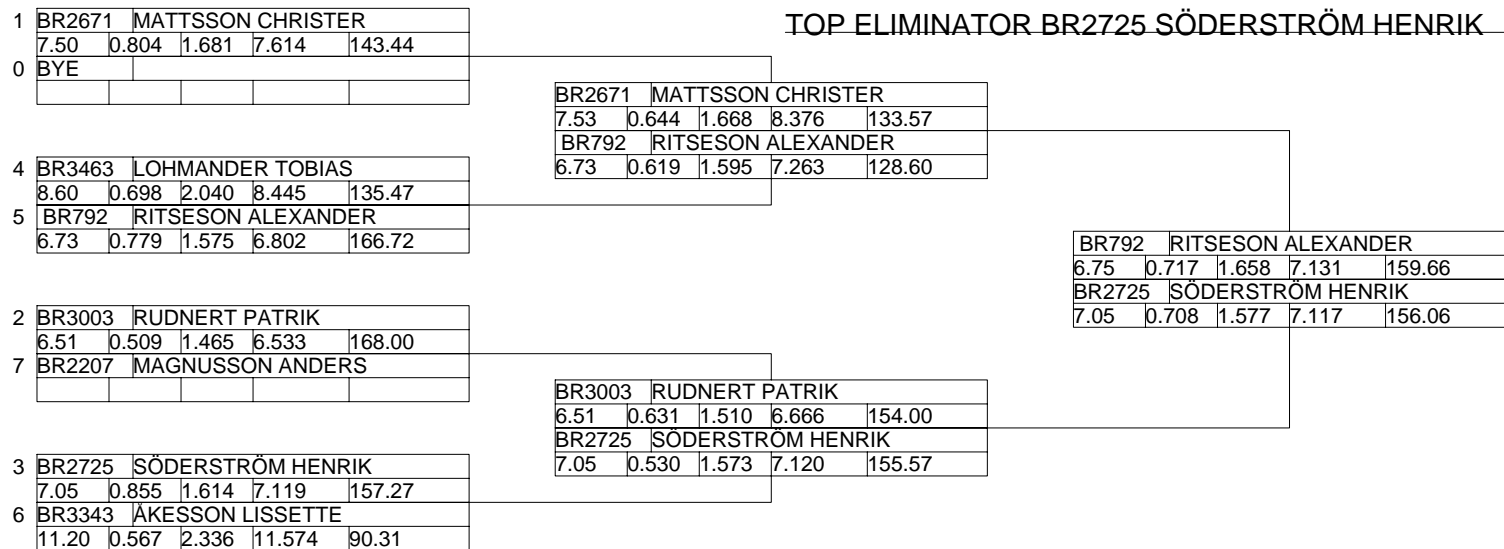 TOP ELIMINATOR BR2725 SÖDERSTRÖM HENRIK
1 BR2671 MATTSSON CHRISTER
7.50 0.804 1.681 7.614 143.44
0 BYE
4 BR3463 LOHMANDER TOBIAS
8.60 0.698 2.040 8.445 135.47
5 BR792 RITSESON ALEXANDER
6.73 0.779 1.575 6.802 166.72
2 BR3003 RUDNERT PATRIK
6.51 0.509 1.465 6.533 168.00
7 BR2207 MAGNUSSON ANDERS
3 BR2725 SÖDERSTRÖM HENRIK
7.05 0.855 1.614 7.119 157.27
6 BR3343 ÅKESSON LISSETTE
11.20 0.567 2.336 11.574 90.31
BR2671 MATTSSON CHRISTER
7.53 0.644 1.668 8.376 133.57
BR792 RITSESON ALEXANDER
6.73 0.619 1.595 7.263 128.60
BR3003 RUDNERT PATRIK
6.51 0.631 1.510 6.666 154.00
BR2725 SÖDERSTRÖM HENRIK
7.05 0.530 1.573 7.120 155.57
BR792 RITSESON ALEXANDER
6.75 0.717 1.658 7.131 159.66
BR2725 SÖDERSTRÖM HENRIK
7.05 0.708 1.577 7.117 156.06